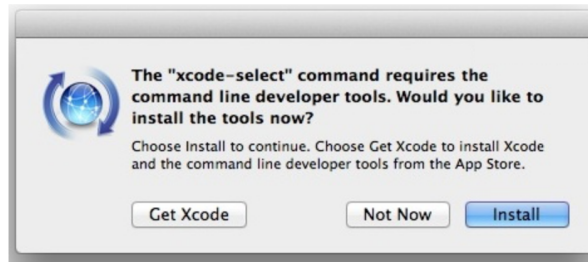 The "xcode-select" command requires the
command line developer tools. Would you like to
install the tools now?
Choose Install to continue. Choose Get Xcode to install Xcode
and the command line developer tools from the App Store.
Get Xcode
Not Now
Install